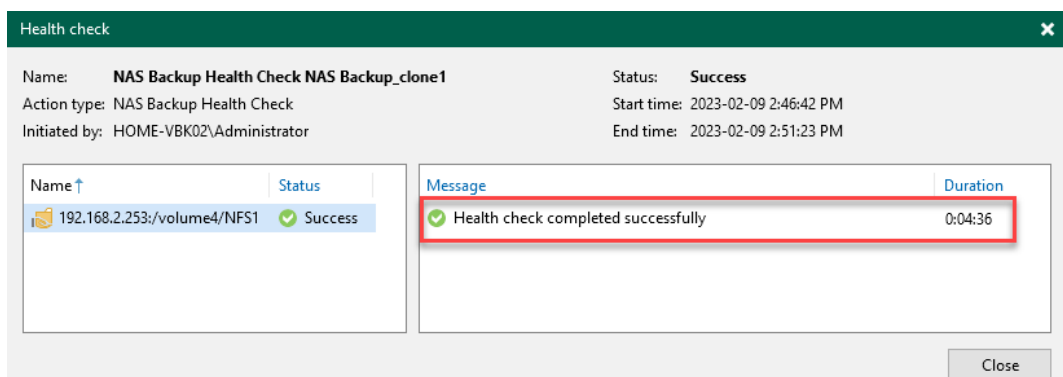 Health check
Name: NAS Backup Health Check NAS Backup_clone1
Status: Success
Action type: NAS Backup Health Check
Start time: 2023-02-09 2:46:42 PM
Initiated by: HOME-VBK02\Administrator
End time: 2023-02-09 2:51:23 PM
Name Status
192.168.2.253:/volume4/NFS1 Success
Message Duration
Health check completed successfully 0:04:36
Close